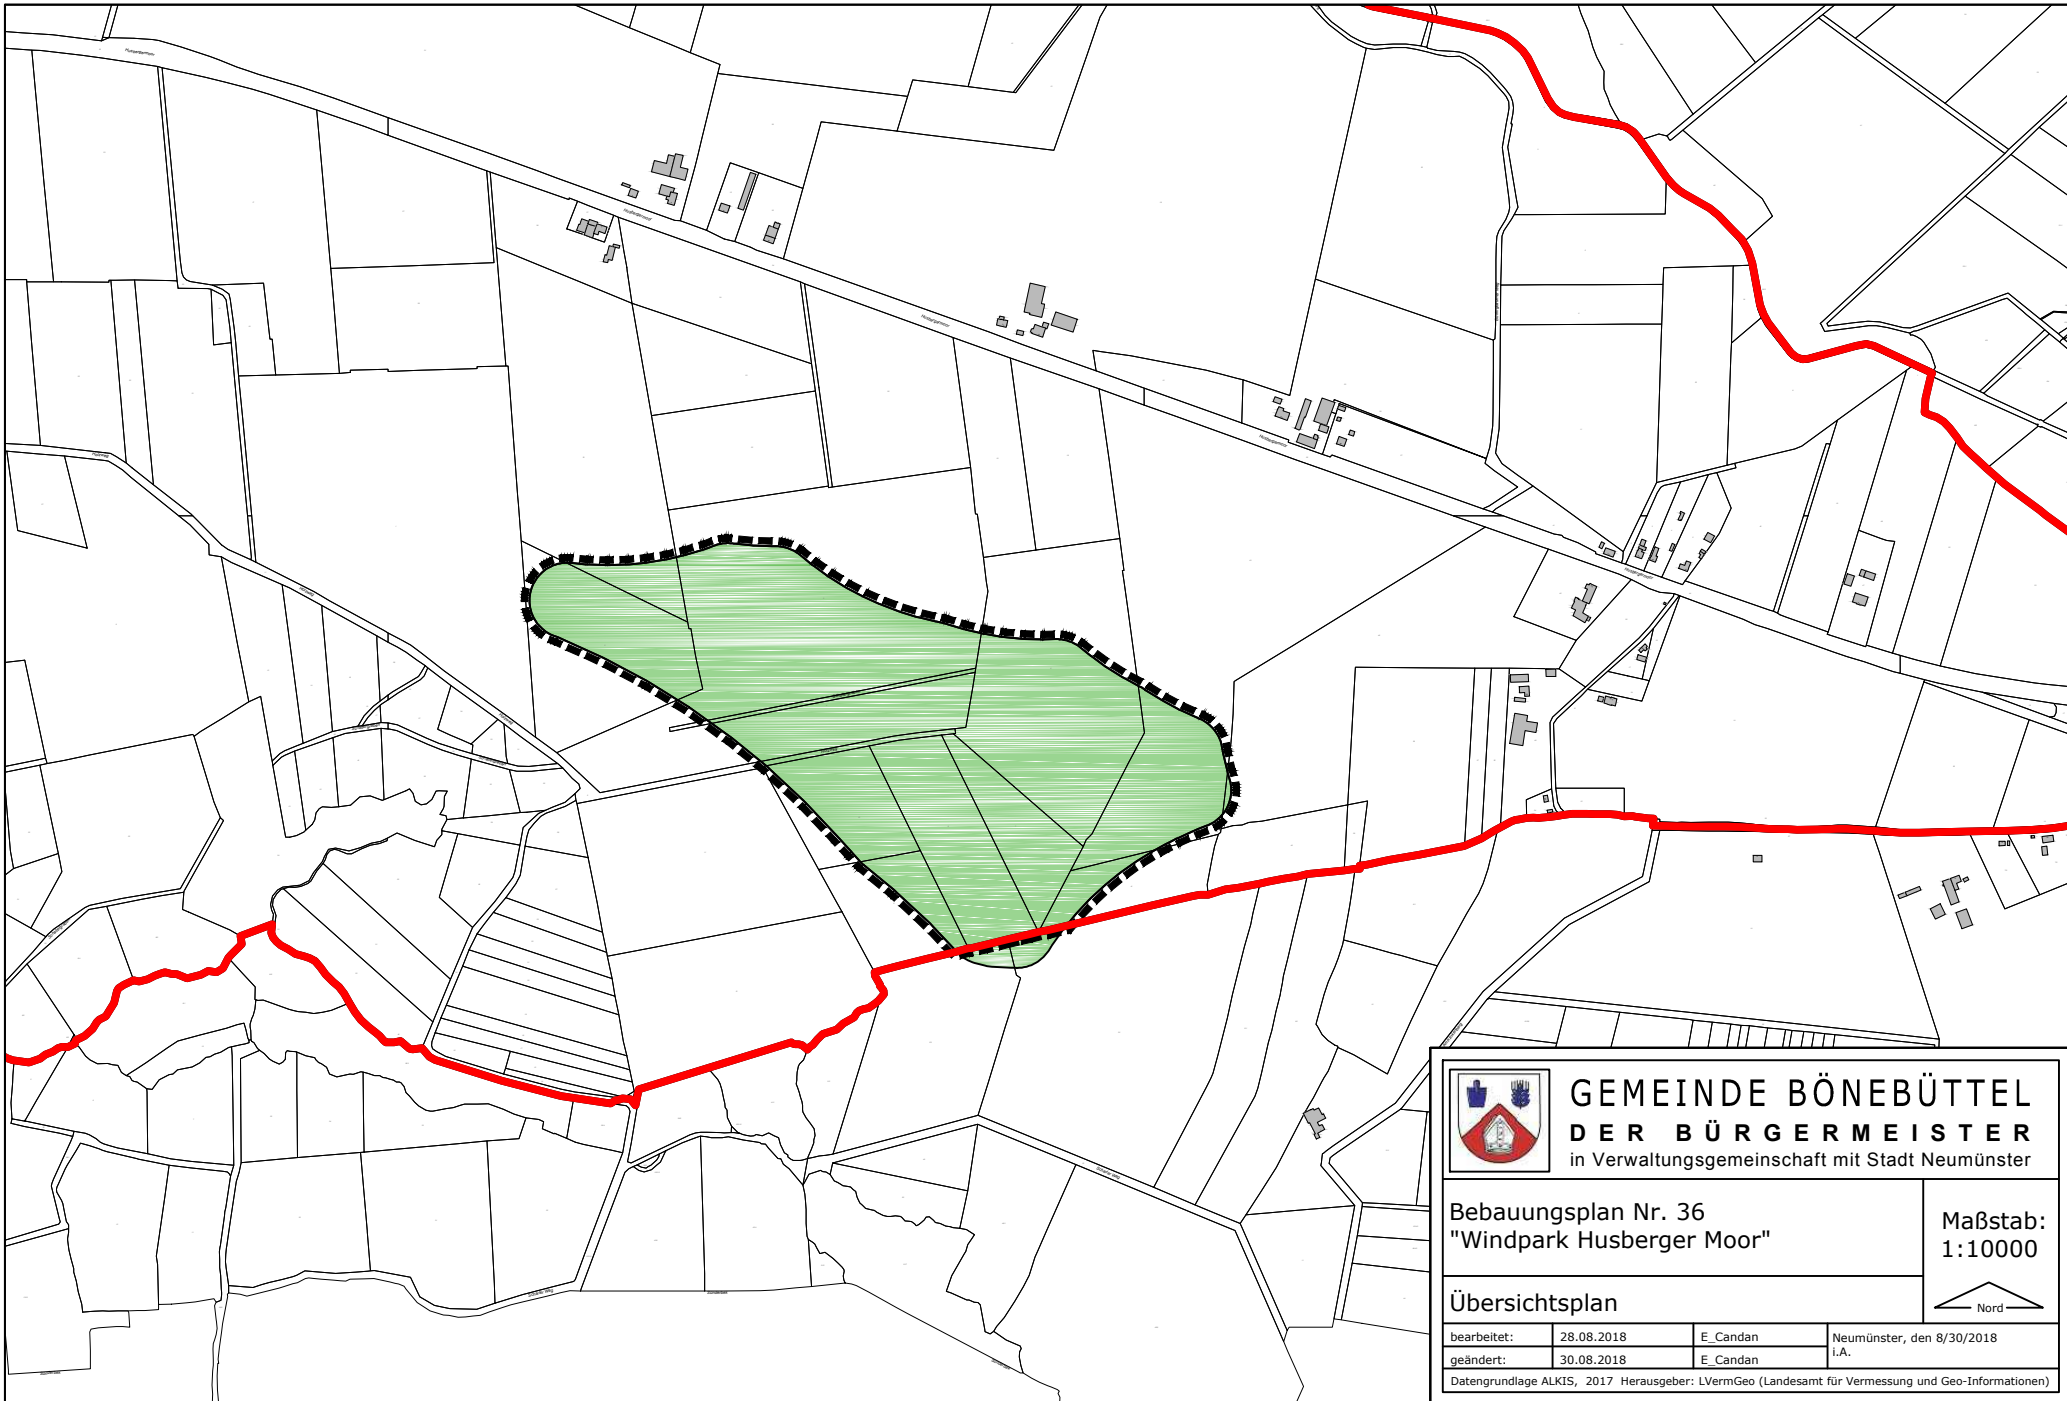 GEMEINDE BÖNEBÜTTEL
DER BÜRGERMEISTER
in Verwaltungsgemeinschaft mit Stadt Neumünster
Bebauungsplan Nr. 36
"Windpark Husberger Moor"
Maßstab:
1:10000
Übersichtsplan
Nord
bearbeitet: 28.08.2018 E_Candan
geändert: 30.08.2018 E_Candan
Neumünster, den 8/30/2018
i.A.
Datengrundlage ALKIS, 2017 Herausgeber: LVermGeo (Landesamt für Vermessung und Geo-Informationen)